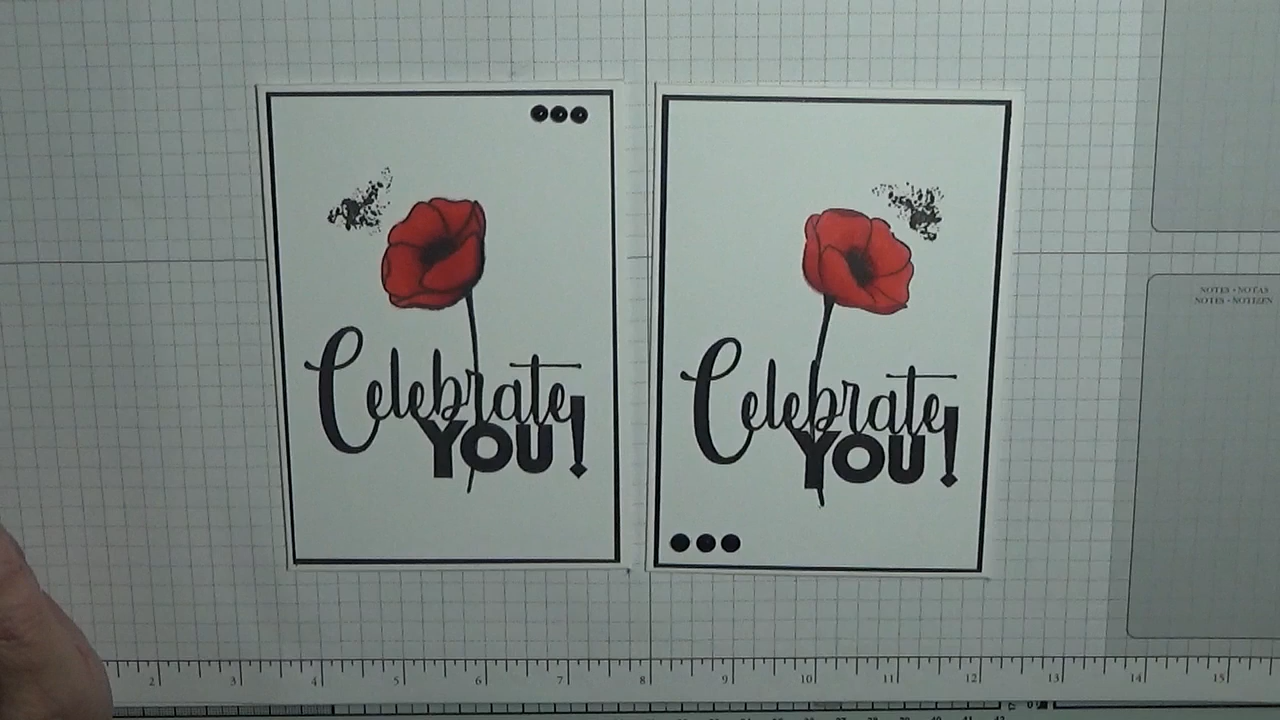 Celebrate
YOU!
Celebrate
YOU!
NOTES • NOTAS
NOTES • NOTIZEN
2 3 4 5 6 7 8 9 10 11 12 13 14 15